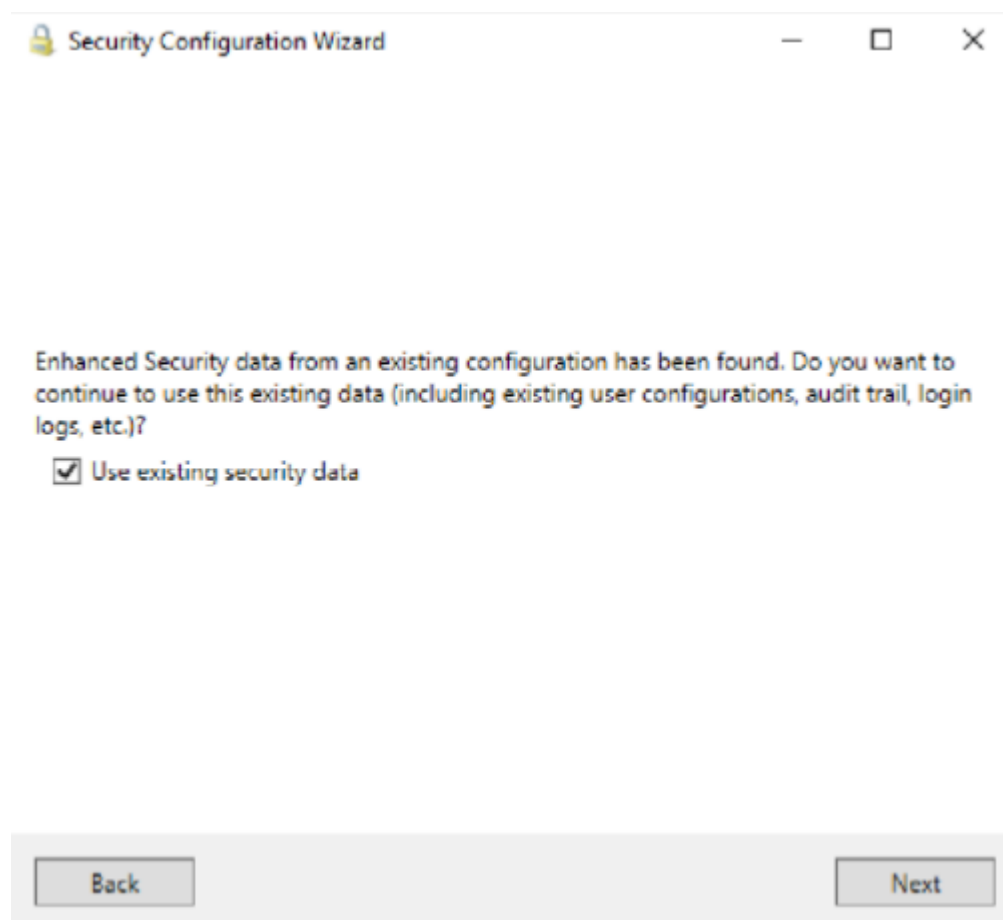 Security Configuration Wizard
Enhanced Security data from an existing configuration has been found. Do you want to
continue to use this existing data (including existing user configurations, audit trail, login
logs, etc.)?
Use existing security data
Back
Next